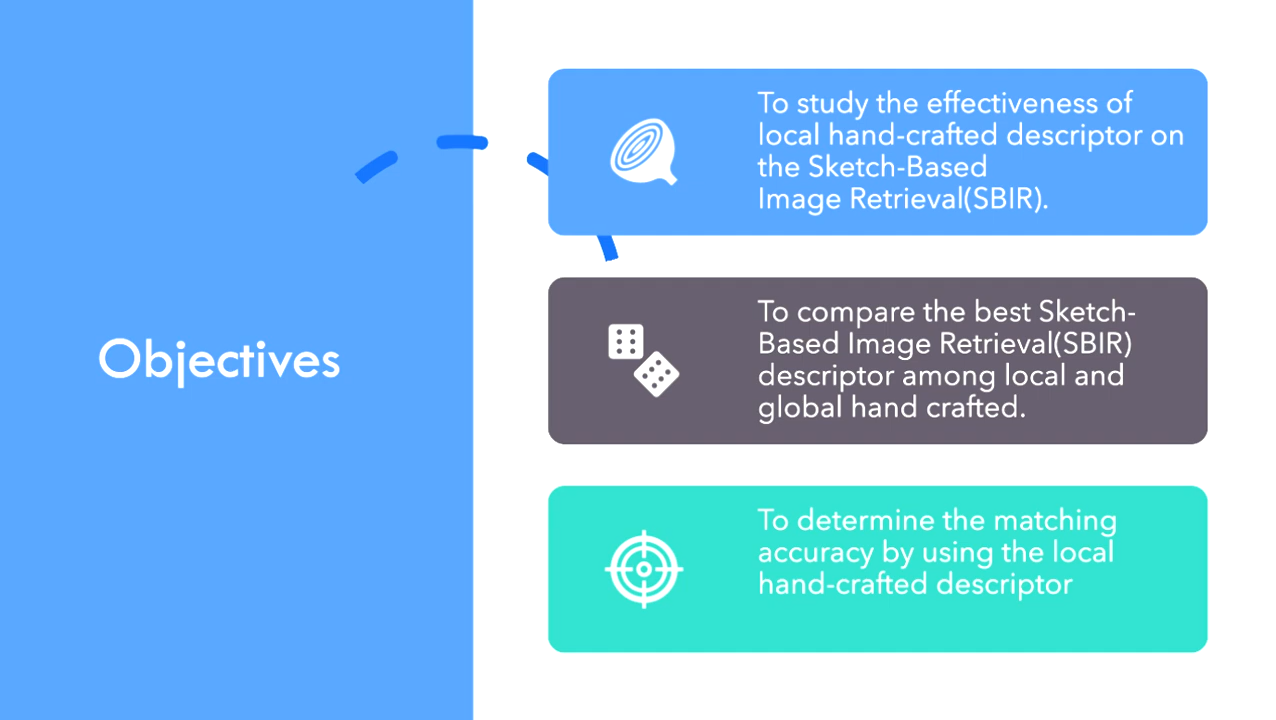 Objectives
To study the effectiveness of
local hand-crafted descriptor on
the Sketch-Based
Image Retrieval(SBIR).
To compare the best Sketch-
Based Image Retrieval(SBIR)
descriptor among local and
global hand crafted.
To determine the matching
accuracy by using the local
hand-crafted descriptor